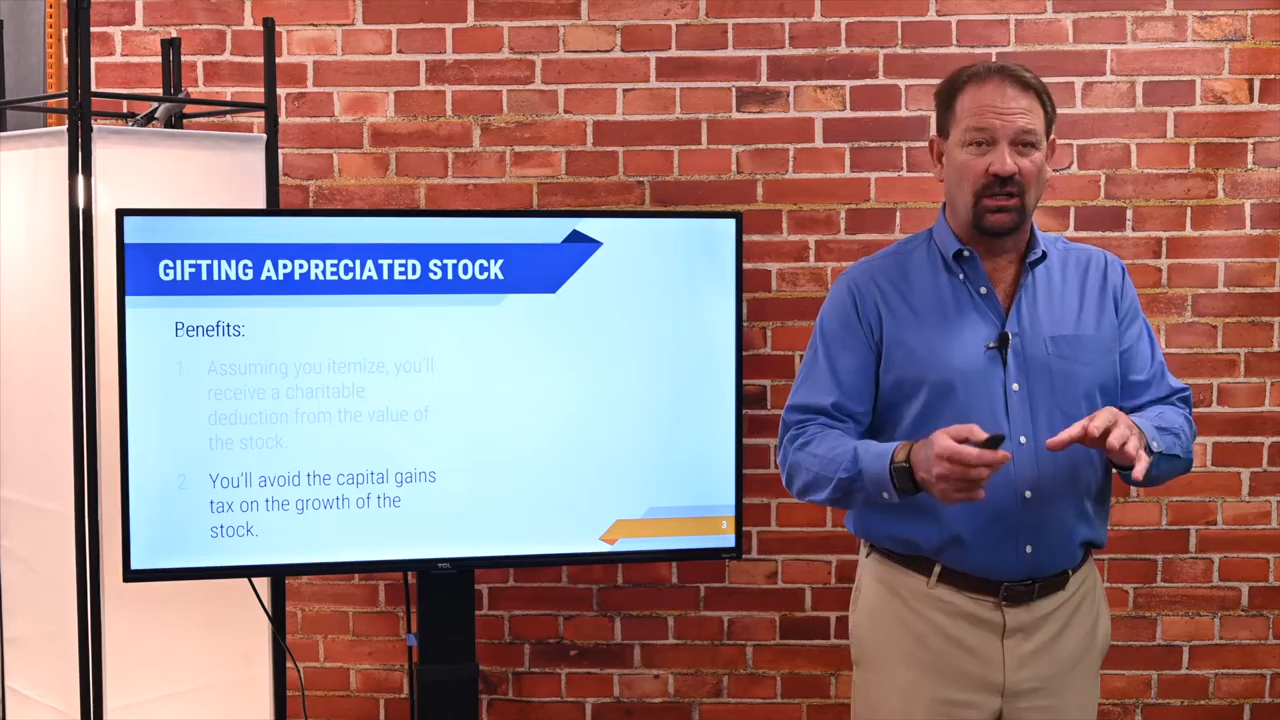 GIFTING APPRECIATED STOCK
Benefits:
1. Assuming you itemize, you'll
receive a charitable
deduction from the value of
the stock.
2. You'll avoid the capital gains
tax on the growth of the
stock.
3
TCL